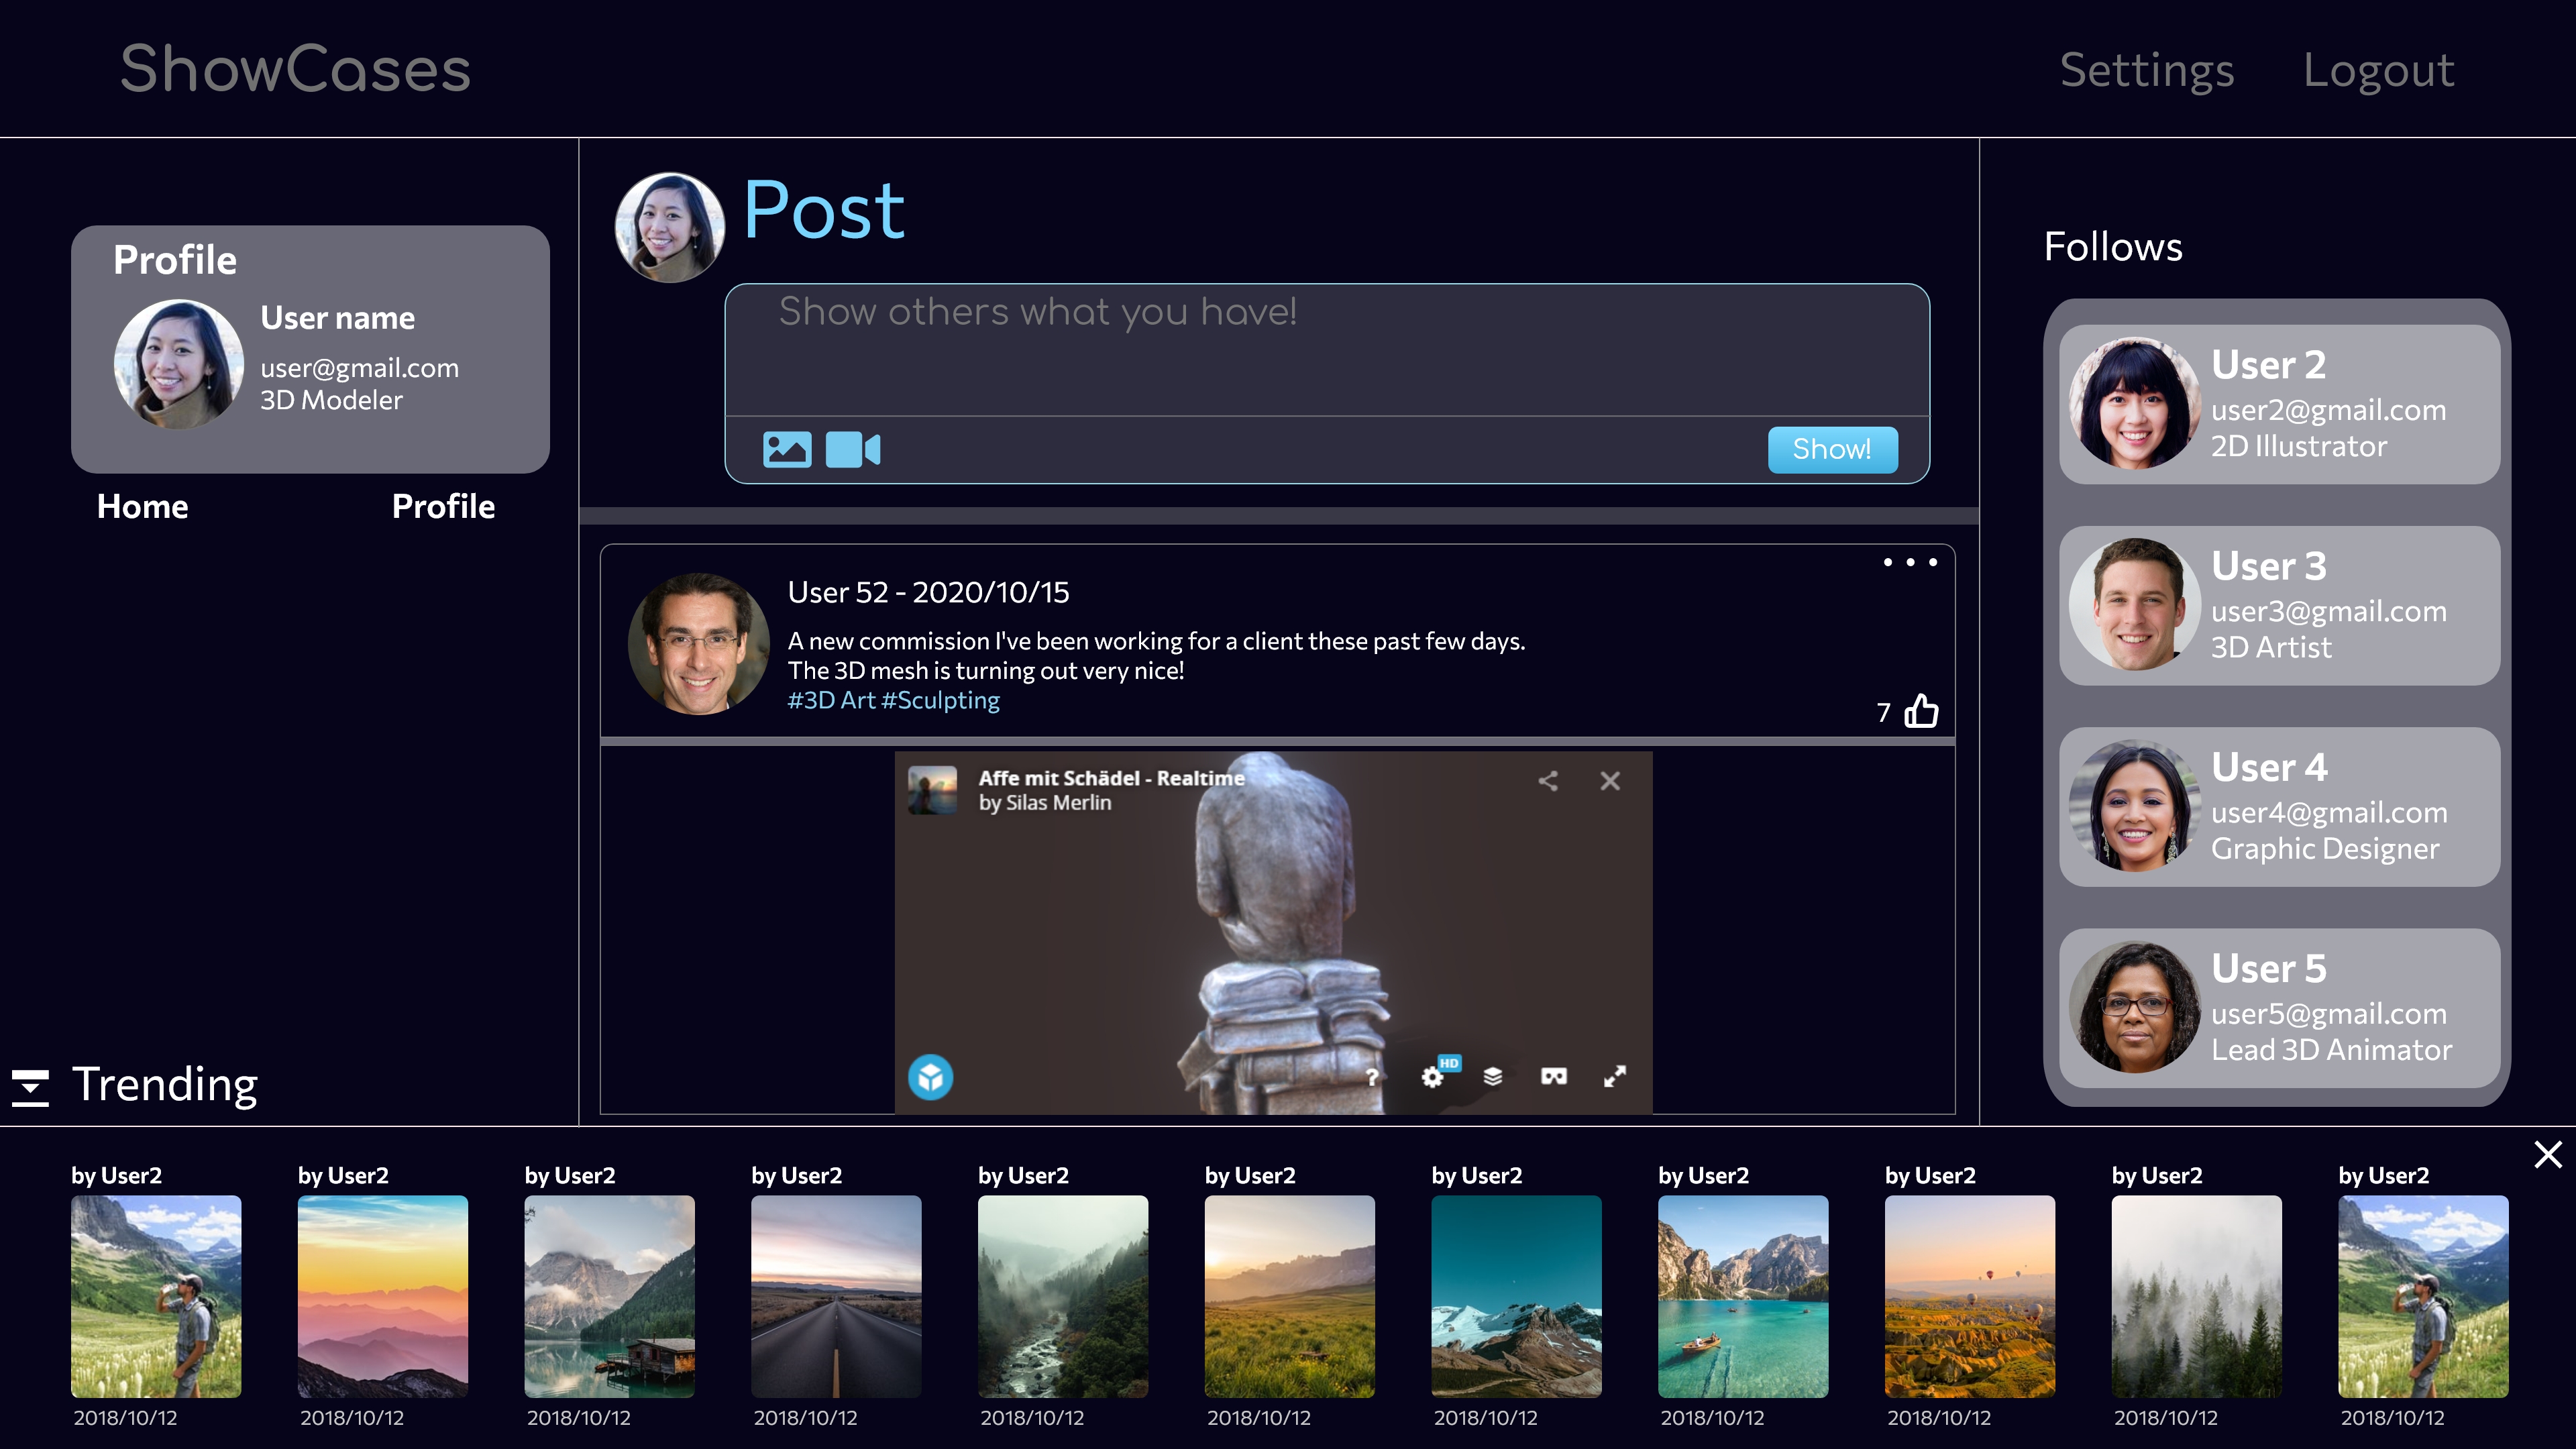 ShowCases
Settings
Logout
Profile
User name
user@gmail.com
3D Modeler
Home
Profile
Post
Show others what you have!
Show!
User 52 - 2020/10/15
A new commission I've been working for a client these past few days.
The 3D mesh is turning out very nice!
#3D Art #Sculpting
7
Affe mit Schädel - Realtime
by Silas Merlin
?
HD
Follows
User 2
user2@gmail.com
2D Illustrator
User 3
user3@gmail.com
3D Artist
User 4
user4@gmail.com
Graphic Designer
User 5
user5@gmail.com
Lead 3D Animator
Trending
by User2
by User2
by User2
by User2
by User2
by User2
by User2
by User2
by User2
by User2
by User2
2018/10/12
2018/10/12
2018/10/12
2018/10/12
2018/10/12
2018/10/12
2018/10/12
2018/10/12
2018/10/12
2018/10/12
2018/10/12